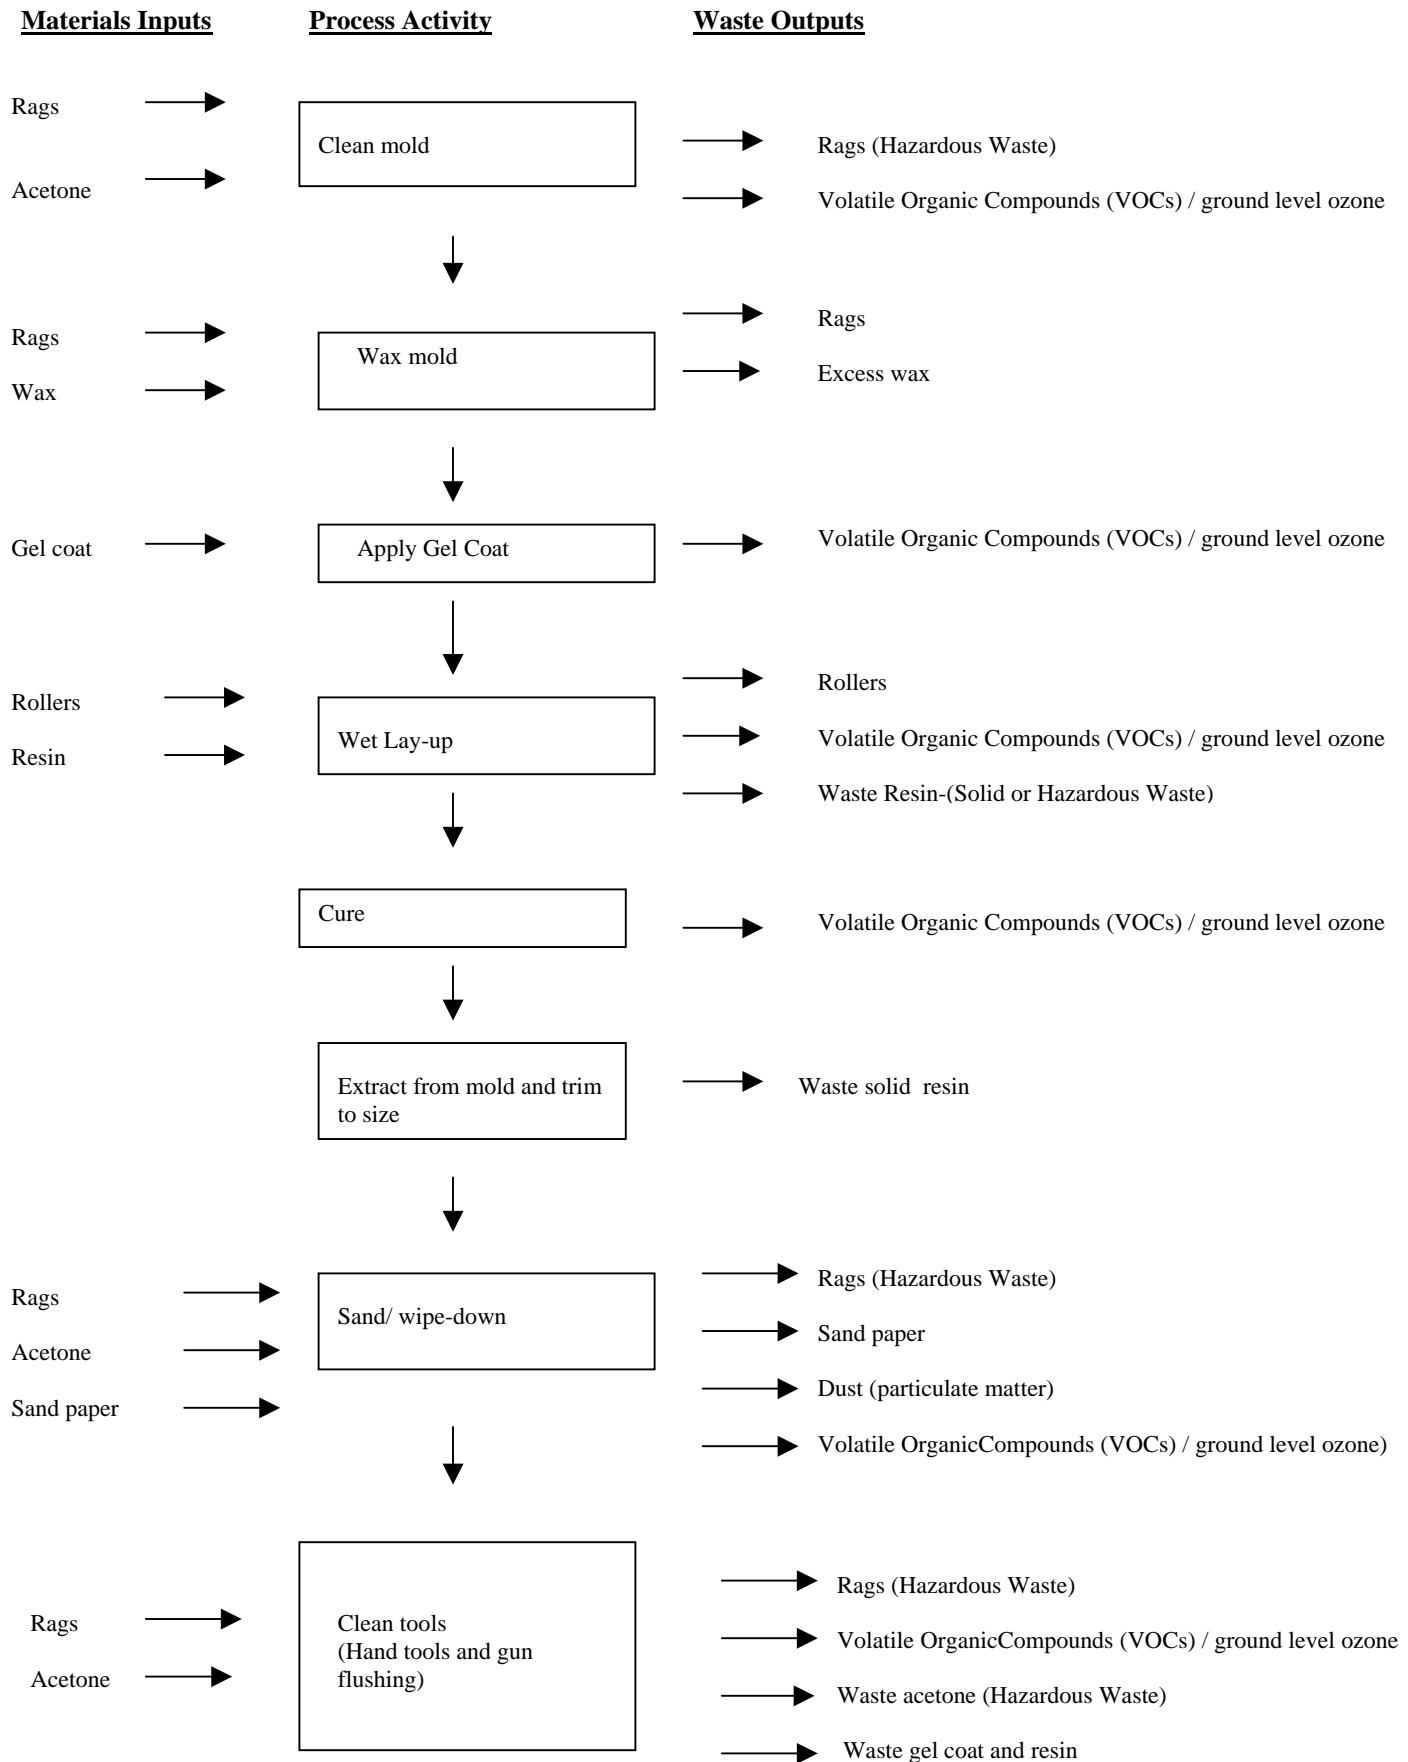 Materials Inputs Process Activity Waste Outputs
Rags
Clean mold
Rags (Hazardous Waste)
Acetone
Volatile Organic Compounds (VOCs) / ground level ozone
Rags
Rags
Wax mold
Excess wax
Wax
Gel coat
Apply Gel Coat
Volatile Organic Compounds (VOCs) / ground level ozone
Rollers
Rollers
Wet Lay-up
Volatile Organic Compounds (VOCs) / ground level ozone
Resin
Waste Resin-(Solid or Hazardous Waste)
Cure
Volatile Organic Compounds (VOCs) / ground level ozone
Extract from mold and trim
to size
Waste solid resin
Rags
Rags (Hazardous Waste)
Sand/ wipe-down
Sand paper
Acetone
Dust (particulate matter)
Sand paper
Volatile OrganicCompounds (VOCs) / ground level ozone)
Rags (Hazardous Waste)
Rags
Clean tools
(Hand tools and gun
flushing)
Volatile OrganicCompounds (VOCs) / ground level ozone
Acetone
Waste acetone (Hazardous Waste)
Waste gel coat and resin